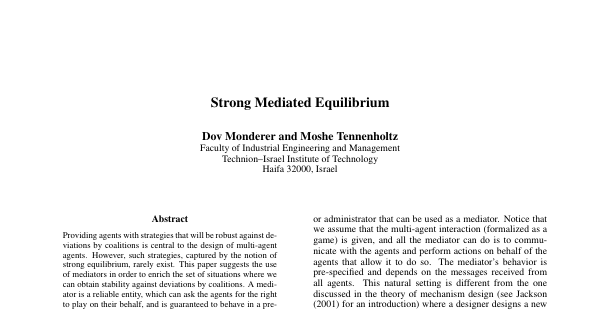 Strong Mediated Equilibrium
Dov Monderer and Moshe Tennenholtz
Faculty of Industrial Engineering and Management
Technion–Israel Institute of Technology
Haifa 32000, Israel
Abstract
Providing agents with strategies that will be robust against de-
viations by coalitions is central to the design of multi-agent
agents. However, such strategies, captured by the notion of
strong equilibrium, rarely exist. This paper suggests the use
of mediators in order to enrich the set of situations where we
can obtain stability against deviations by coalitions. A medi-
ator is a reliable entity, which can ask the agents for the right
to play on their behalf, and is guaranteed to behave in a pre-
or administrator that can be used as a mediator. Notice that
we assume that the multi-agent interaction (formalized as a
game) is given, and all the mediator can do is to commu-
nicate with the agents and perform actions on behalf of the
agents that allow it to do so. The mediator's behavior is
pre-specified and depends on the messages received from
all agents. This natural setting is different from the one
discussed in the theory of mechanism design (see Jackson
(2001) for an introduction) where a designer designs a new